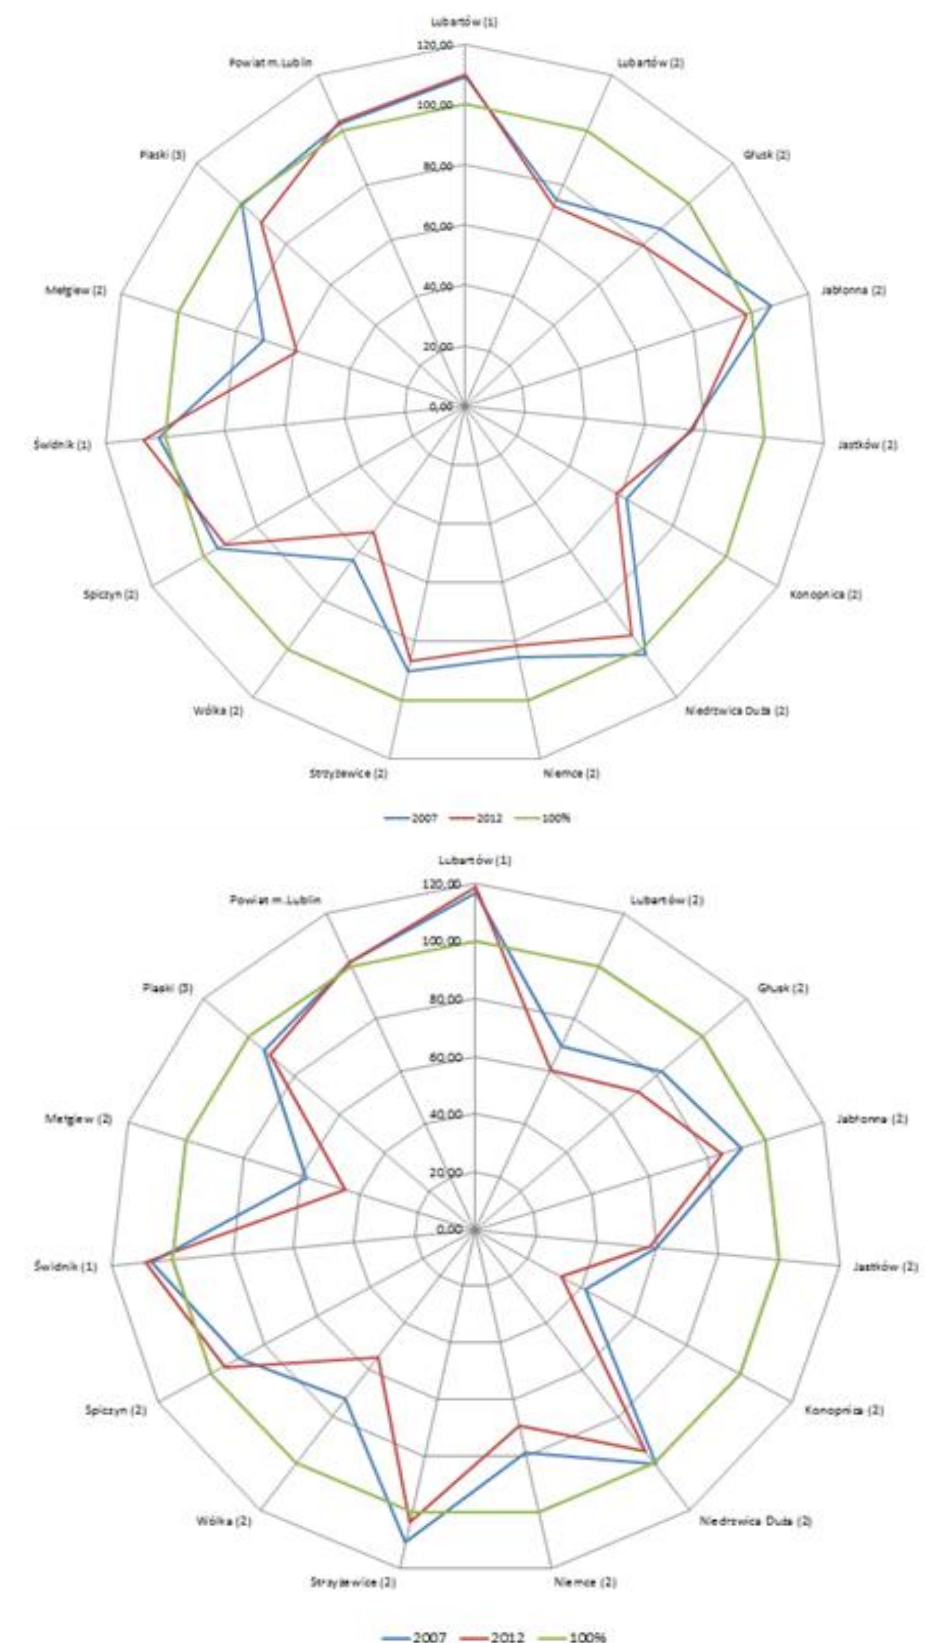 Lubartów (1)
120,00
Powiat m.Lublin
Lubartów (2)
100,00
Piaski (3)
Głusk (2)
80,00
60,00
Mełgiew (2)
Jabłonna (2)
40,00
20,00
0,00
Świdnik (1)
Jastków (2)
Spiczyn (2)
Konopnica (2)
Wólka (2)
Niedrzwica Duża (2)
Strzyżewice (2)
Niemce (2)
2007 2012 100%
Lubartów (1)
120,00
Powiat m.Lublin
Lubartów (2)
100,00
Piaski (3)
Głusk (2)
80,00
60,00
Mełgiew (2)
Jabłonna (2)
40,00
20,00
0,00
Świdnik (1)
Jastków (2)
Spiczyn (2)
Konopnica (2)
Wólka (2)
Niedrzwica Duża (2)
Strzyżewice (2)
Niemce (2)
2007 2012 100%